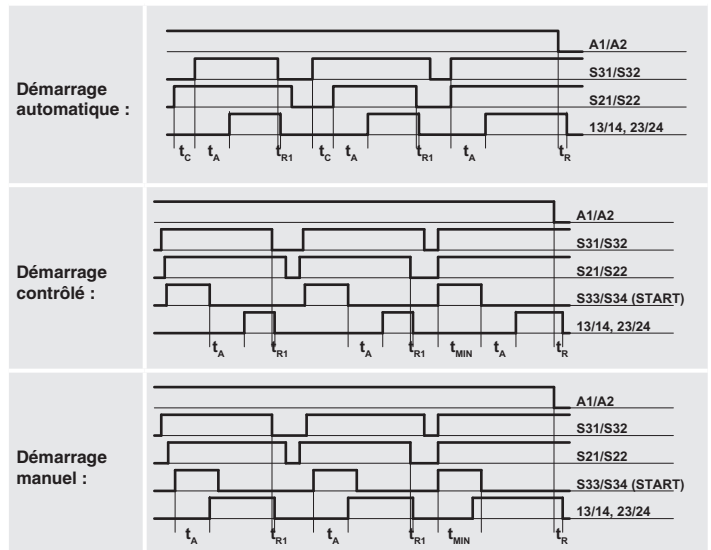 Démarrage
automatique :
A1/A2
S31/S32
S21/S22
13/14, 23/24
tC tA tR1 tC tA tR1 tA tR
Démarrage
contrôlé :
A1/A2
S31/S32
S21/S22
S33/S34 (START)
13/14, 23/24
tA tR1 tA tR1 tMIN tA tR
Démarrage
manuel :
A1/A2
S31/S32
S21/S22
S33/S34 (START)
13/14, 23/24
tA tR1 tA tR1 tMIN tR